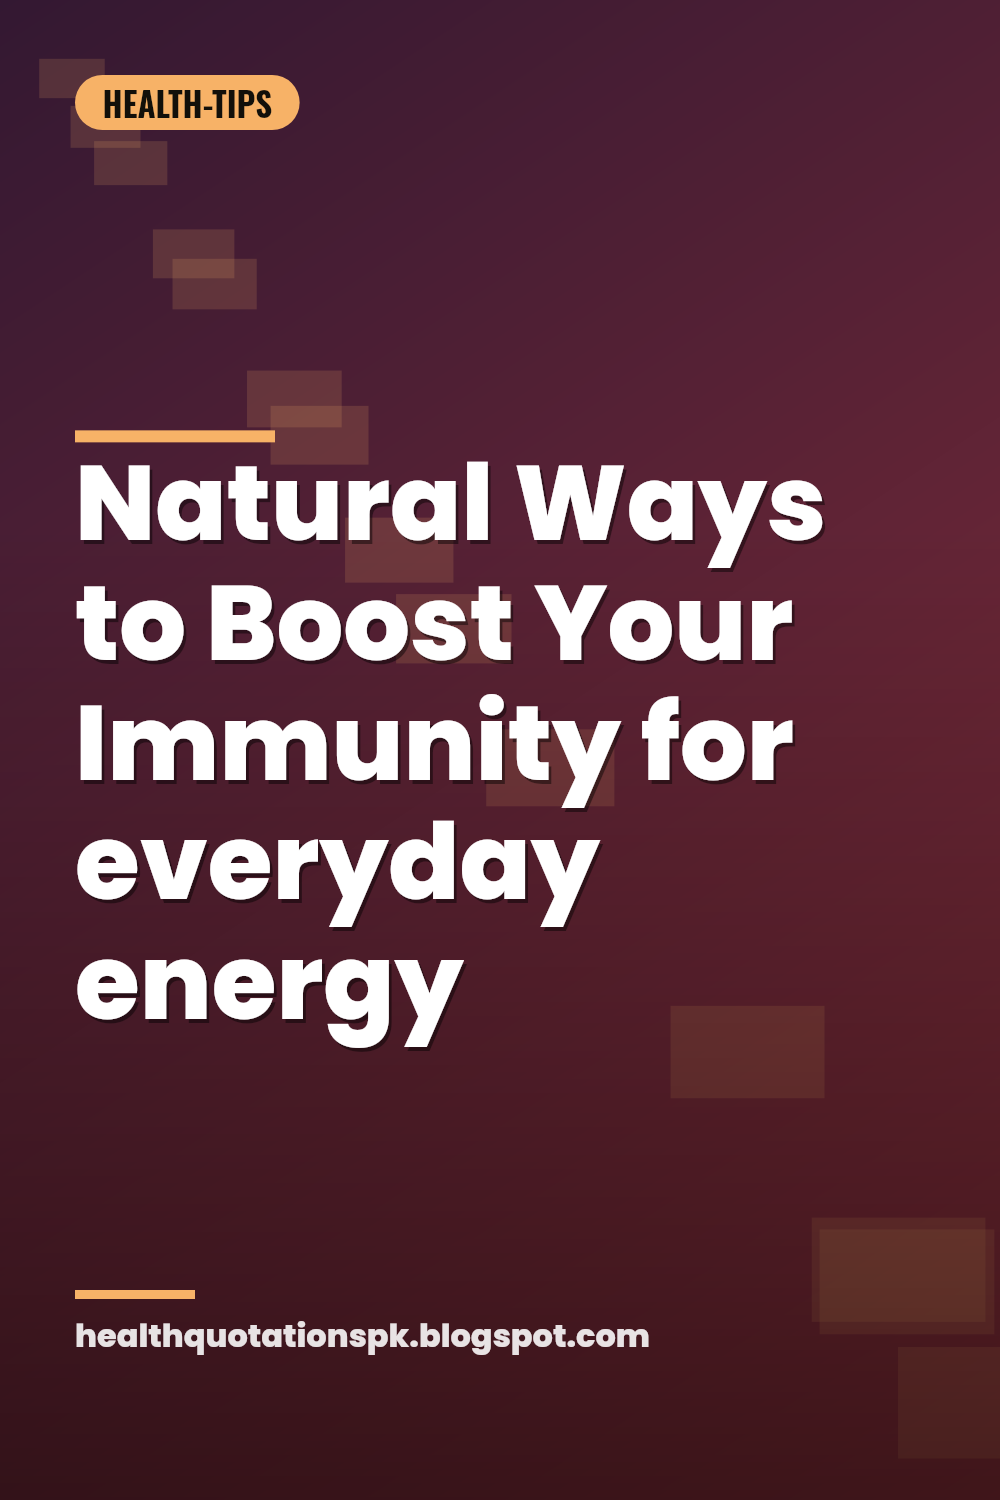 HEALTH-TIPS
Natural Ways
to Boost Your
Immunity for
everyday
energy
healthquotationspk.blogspot.com